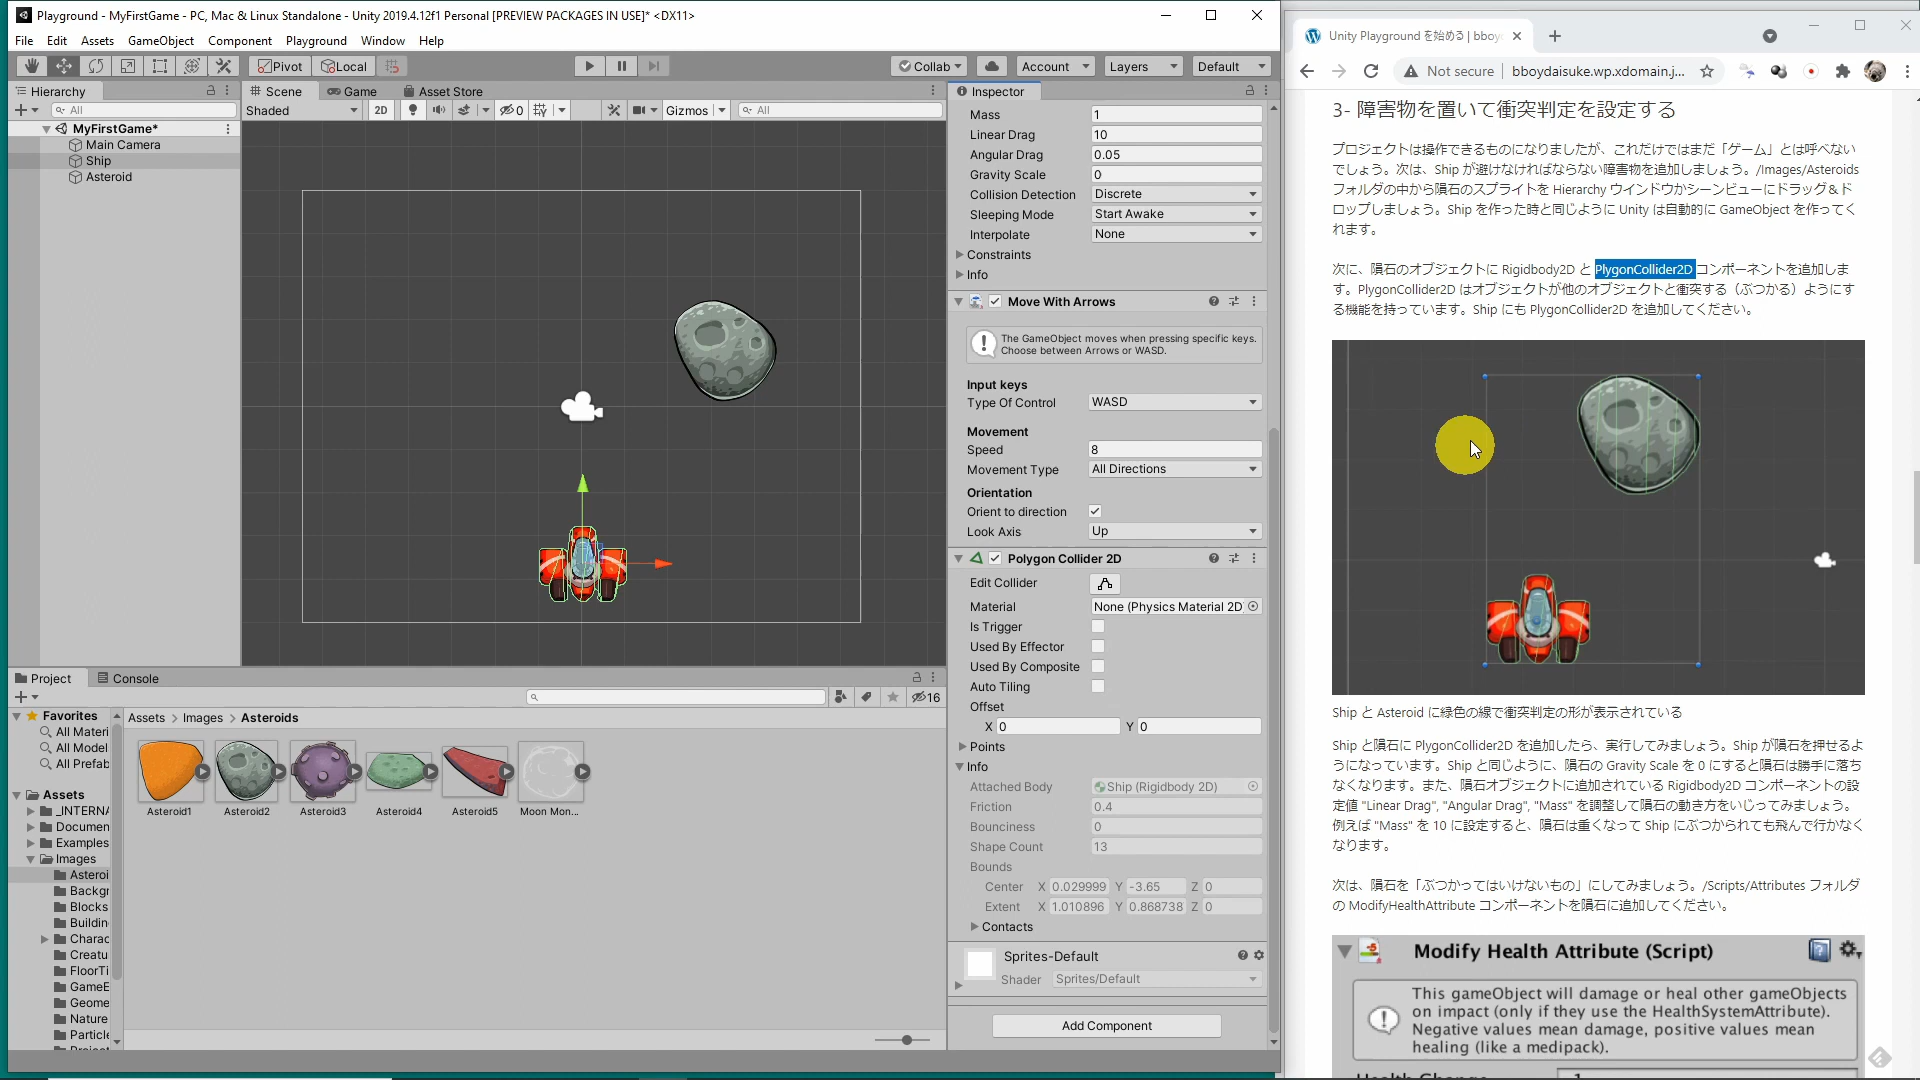 Playground - MyFirstGame - PC, Mac & Linux Standalone - Unity 2019.4.12f1 Personal [PREVIEW PACKAGES IN USE]* <DX11>
File Edit Assets GameObject Component Playground Window Help
Pivot Local Collab Account Layers Default
Hierarchy
All
MyFirstGame*
Main Camera
Ship
Asteroid
Scene Game Asset Store
Shaded 2D 0 Gizmos All
Inspector
Mass 1
Linear Drag 10
Angular Drag 0.05
Gravity Scale 0
Collision Detection Discrete
Sleeping Mode Start Awake
Interpolate None
Constraints
Info
Move With Arrows
The GameObject moves when pressing specific keys.
Choose between Arrows or WASD.
Input keys
Type Of Control WASD
Movement
Speed 8
Movement Type All Directions
Orientation
Orient to direction
Look Axis Up
Polygon Collider 2D
Edit Collider
Material None (Physics Material 2D
Is Trigger
Used By Effector
Used By Composite
Auto Tiling
Offset
X 0 Y 0
Points
Info
Attached Body Ship (Rigidbody 2D)
Friction 0.4
Bounciness 0
Shape Count 13
Bounds
Center X 0.029999 Y -3.65 Z 0
Extent X 1.010896 Y 0.868738 Z 0
Contacts
Sprites-Default
Shader Sprites/Default
Add Component
Project Console
16
Favorites
All Materi
All Model
All Prefab
Assets
_INTERNA
Documen
Examples
Images
Asteroi
Backgr
Blocks
Buildin
Charac
Creatu
FloorTi
GameE
Geome
Nature
Particle
Assets > Images > Asteroids
Asteroid1 Asteroid2 Asteroid3 Asteroid4 Asteroid5 Moon Mon...
Unity Playground を始める | bboy
Not secure | bboydaisuke.wp.xdomain.j...
3- 障害物を置いて衝突判定を設定する
プロジェクトは操作できるものになりましたが、これだけではまだ「ゲーム」とは呼べない
でしょう。次は、Ship が避けなければならない障害物を追加しましょう。/Images/Asteroids
フォルダの中から隕石のスプライトを Hierarchy ウインドウかシーンビューにドラッグ＆ド
ロップしましょう。Ship を作った時と同じように Unity は自動的に GameObject を作ってく
れます。
次に、隕石のオブジェクトに Rigidbody2D と PlygonCollider2D コンポーネントを追加しま
す。PlygonCollider2D はオブジェクトが他のオブジェクトと衝突する（ぶつかる）ようにす
る機能を持っています。Ship にも PlygonCollider2D を追加してください。
Ship と Asteroid に緑色の線で衝突判定の形が表示されている
Ship と隕石に PlygonCollider2D を追加したら、実行してみましょう。Ship が隕石を押せるよ
うになっています。Ship と同じように、隕石の Gravity Scale を 0 にすると隕石は勝手に落ち
なくなります。また、隕石オブジェクトに追加されている Rigidbody2D コンポーネントの設
定値 "Linear Drag", "Angular Drag", "Mass" を調整して隕石の動き方をいじってみましょう。
例えば "Mass" を 10 に設定すると、隕石は重くなって Ship にぶつかられても飛んで行かなく
なります。
次は、隕石を「ぶつかってはいけないもの」にしてみましょう。/Scripts/Attributes フォルダ
の ModifyHealthAttribute コンポーネントを隕石に追加してください。
Modify Health Attribute (Script)
This gameObject will damage or heal other gameObjects
on impact (only if they use the HealthSystemAttribute).
Negative values mean damage, positive values mean
healing (like a medipack).
Health Change